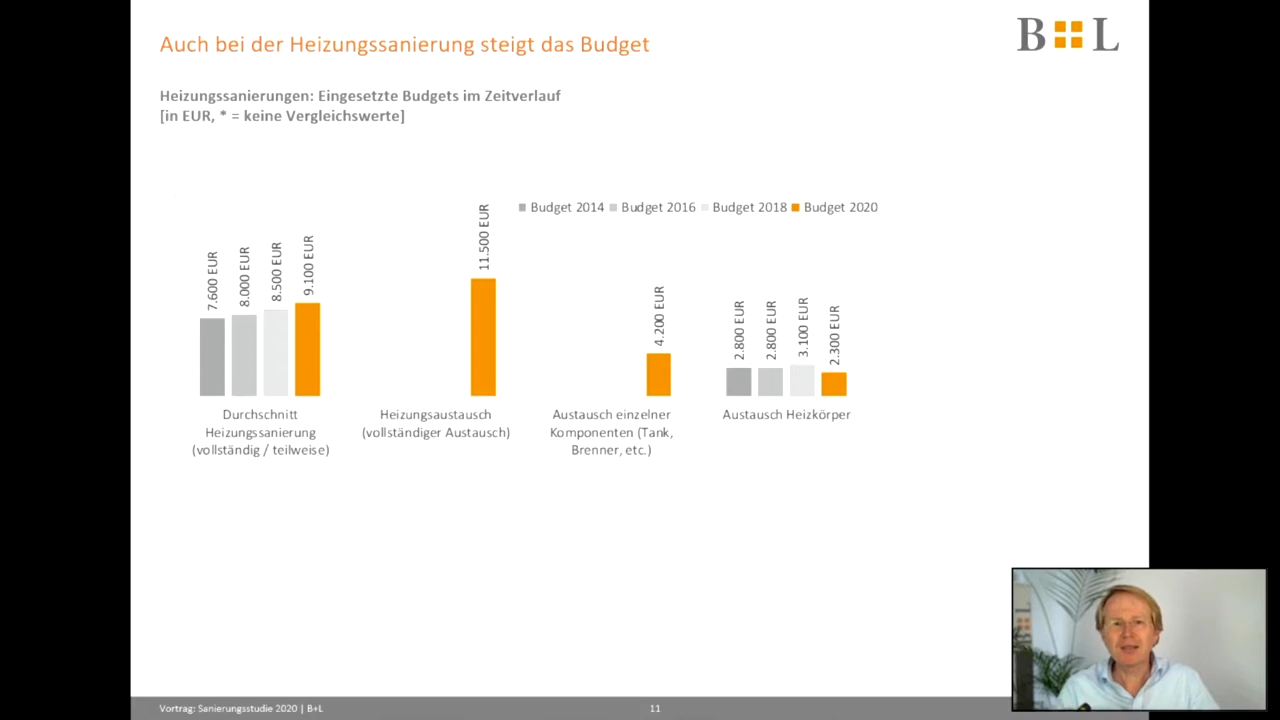 Auch bei der Heizungssanierung steigt das Budget
B L
Heizungssanierungen: Eingesetzte Budgets im Zeitverlauf
[in EUR, * = keine Vergleichswerte]
Budget 2014 Budget 2016 Budget 2018 Budget 2020
7.600 EUR
8.000 EUR
8.500 EUR
9.100 EUR
11.500 EUR
4.200 EUR
2.800 EUR
2.800 EUR
3.100 EUR
2.300 EUR
Durchschnitt
Heizungssanierung
(vollständig / teilweise)
Heizungsaustausch
(vollständiger Austausch)
Austausch einzelner
Komponenten (Tank,
Brenner, etc.)
Austausch Heizkörper
Vortrag: Sanierungsstudie 2020 | B+L
11